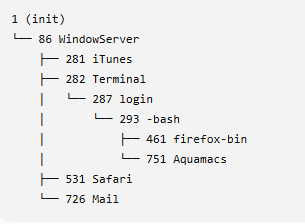 1 (init)
└── 86 WindowServer
    ├── 281 iTunes
    ├── 282 Terminal
    │   └── 287 login
    │       └── 293 -bash
    │           ├── 461 firefox-bin
    │           └── 751 Aquamacs
    ├── 531 Safari
    └── 726 Mail